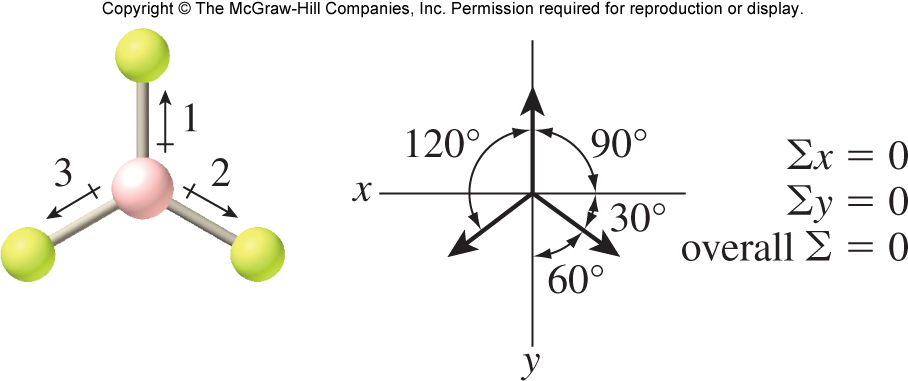 Copyright © The McGraw-Hill Companies, Inc. Permission required for reproduction or display.
1
3
2
120°
90°
x
30°
60°
y
Σx = 0
Σy = 0
overall Σ = 0